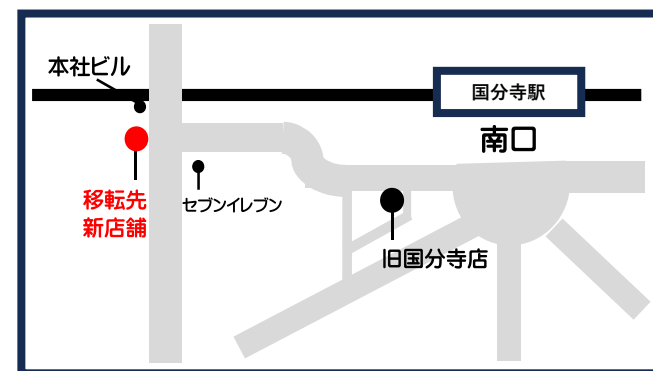 本社ビル
国分寺駅
南口
移転先
新店舗
セブンイレブン
旧国分寺店